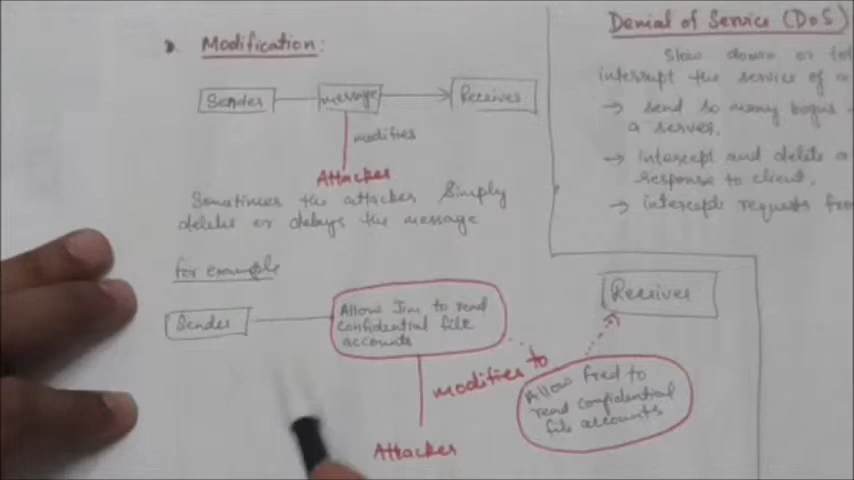 Modification:
Sender
message
Receiver
modifies
Attacker
Sometimes the attacker simply
deletes or delays the message
for example
Sender
Allow Jim to read
confidential file
accounts
Receiver
modifies to
Allow Fred to
read confidential
file accounts
Attacker
Denial of Service (DoS)
Slow down or
interrupt the service of a
→ send so many bogus
a server.
→ intercept and delete a
response to client.
→ intercepts requests from